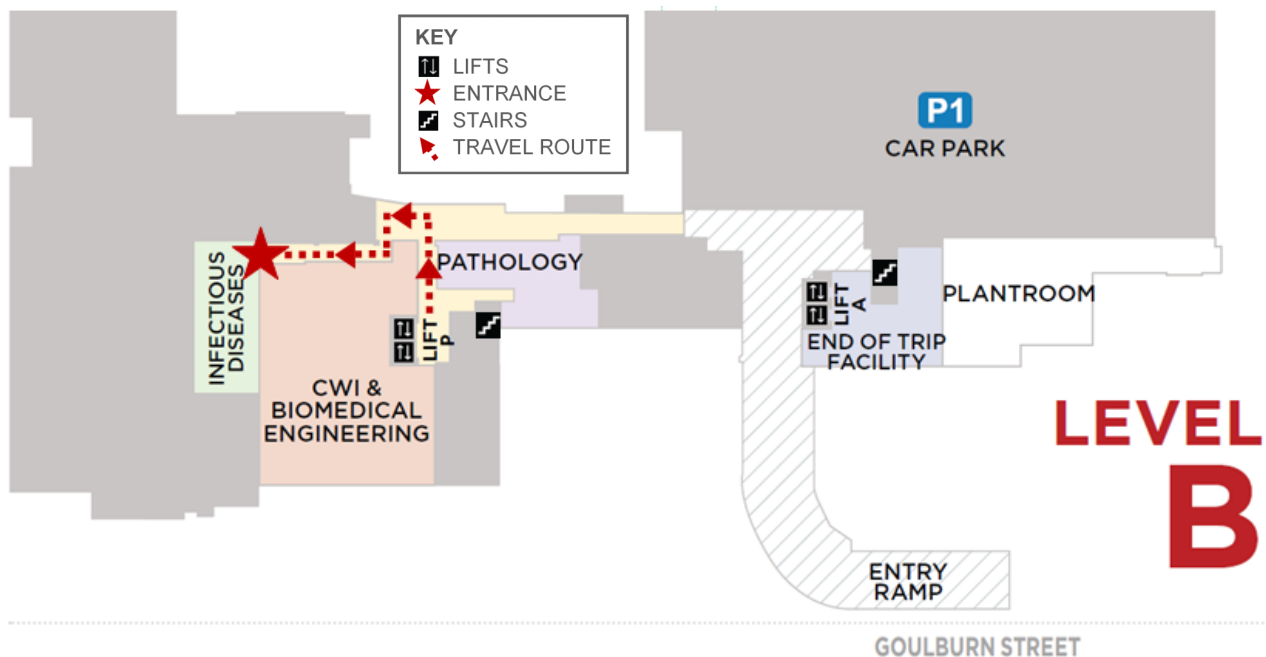 KEY
LIFTS
ENTRANCE
STAIRS
TRAVEL ROUTE
P1
CAR PARK
INFECTIOUS
DISEASES
PATHOLOGY
LIFT
P
CWI &
BIOMEDICAL
ENGINEERING
LIFT
A
PLANTROOM
END OF TRIP
FACILITY
LEVEL
B
ENTRY
RAMP
GOULBURN STREET